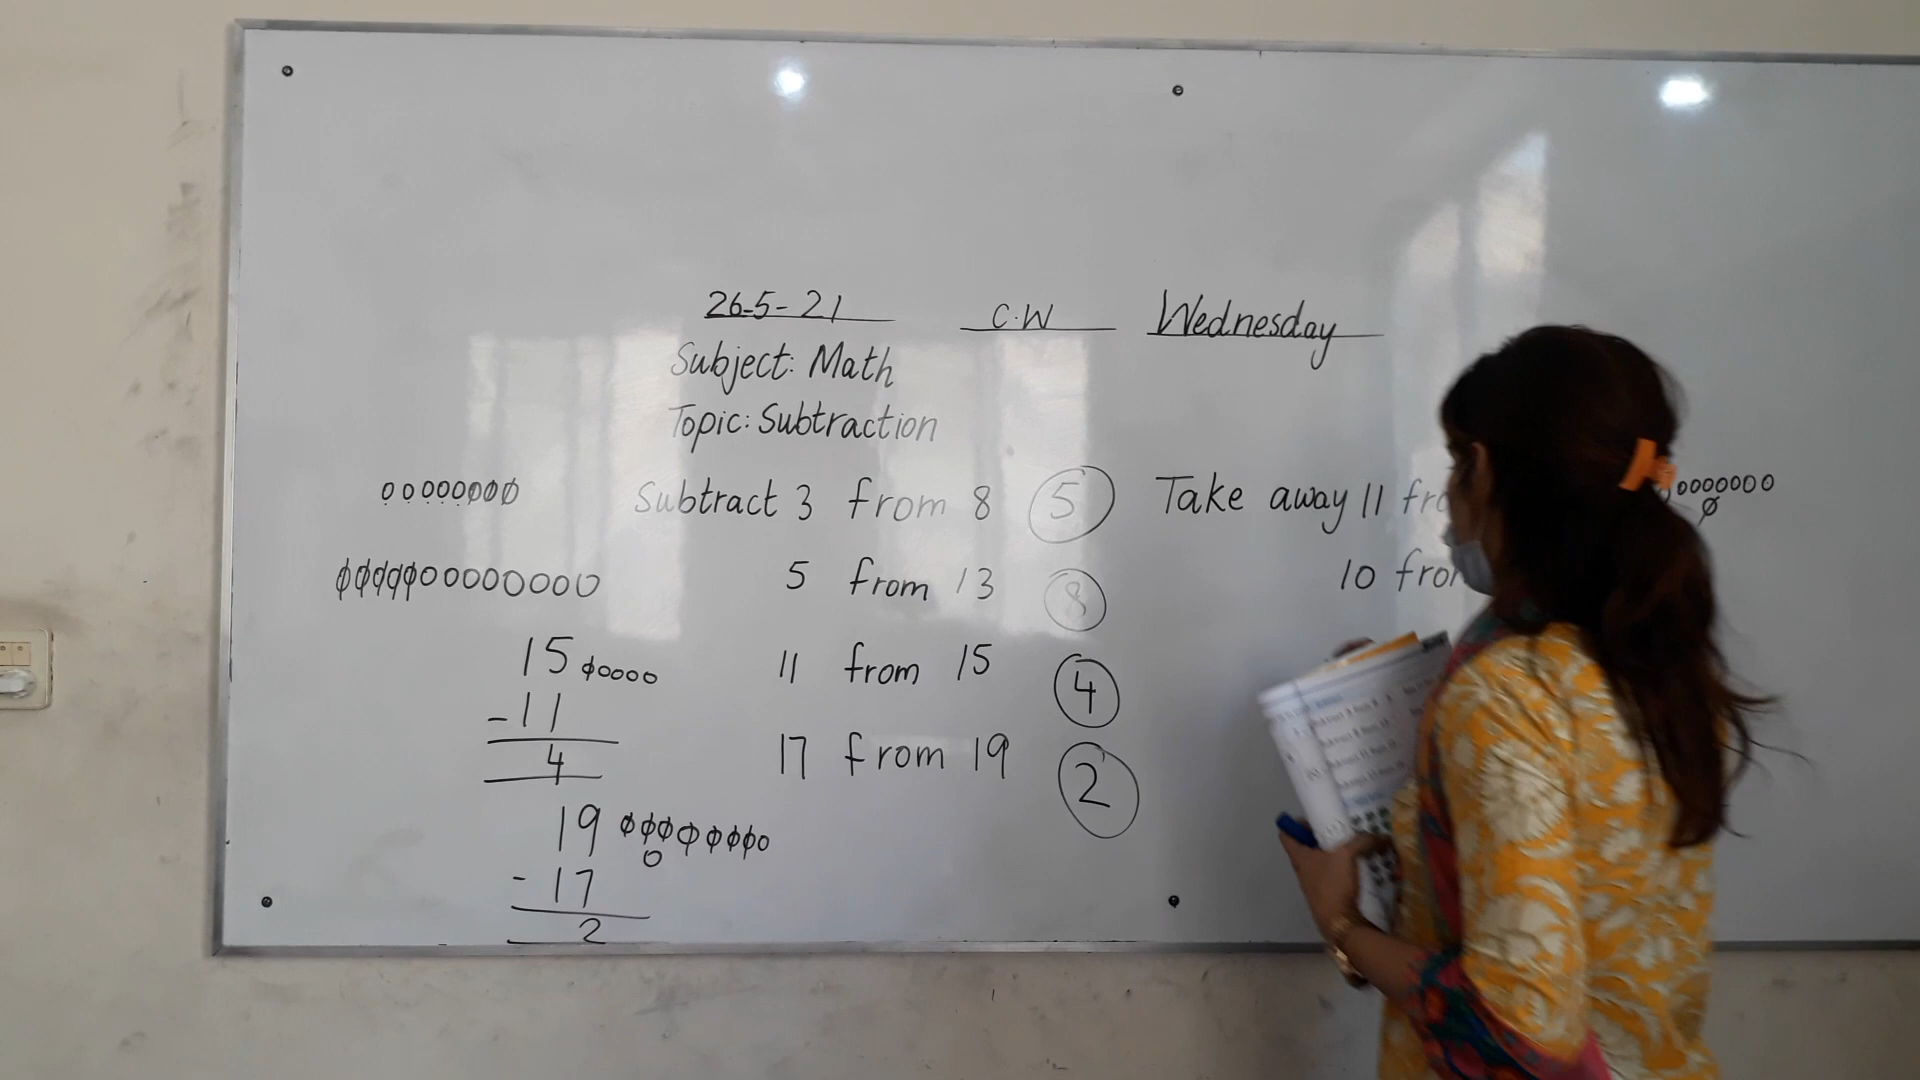 26-5-21 C.W Wednesday
Subject: Math
Topic: Subtraction
Subtract 3 from 8 5
5 from 13 8
11 from 15 4
17 from 19 2
15
-11
4
19
-17
2
Take away 11
10